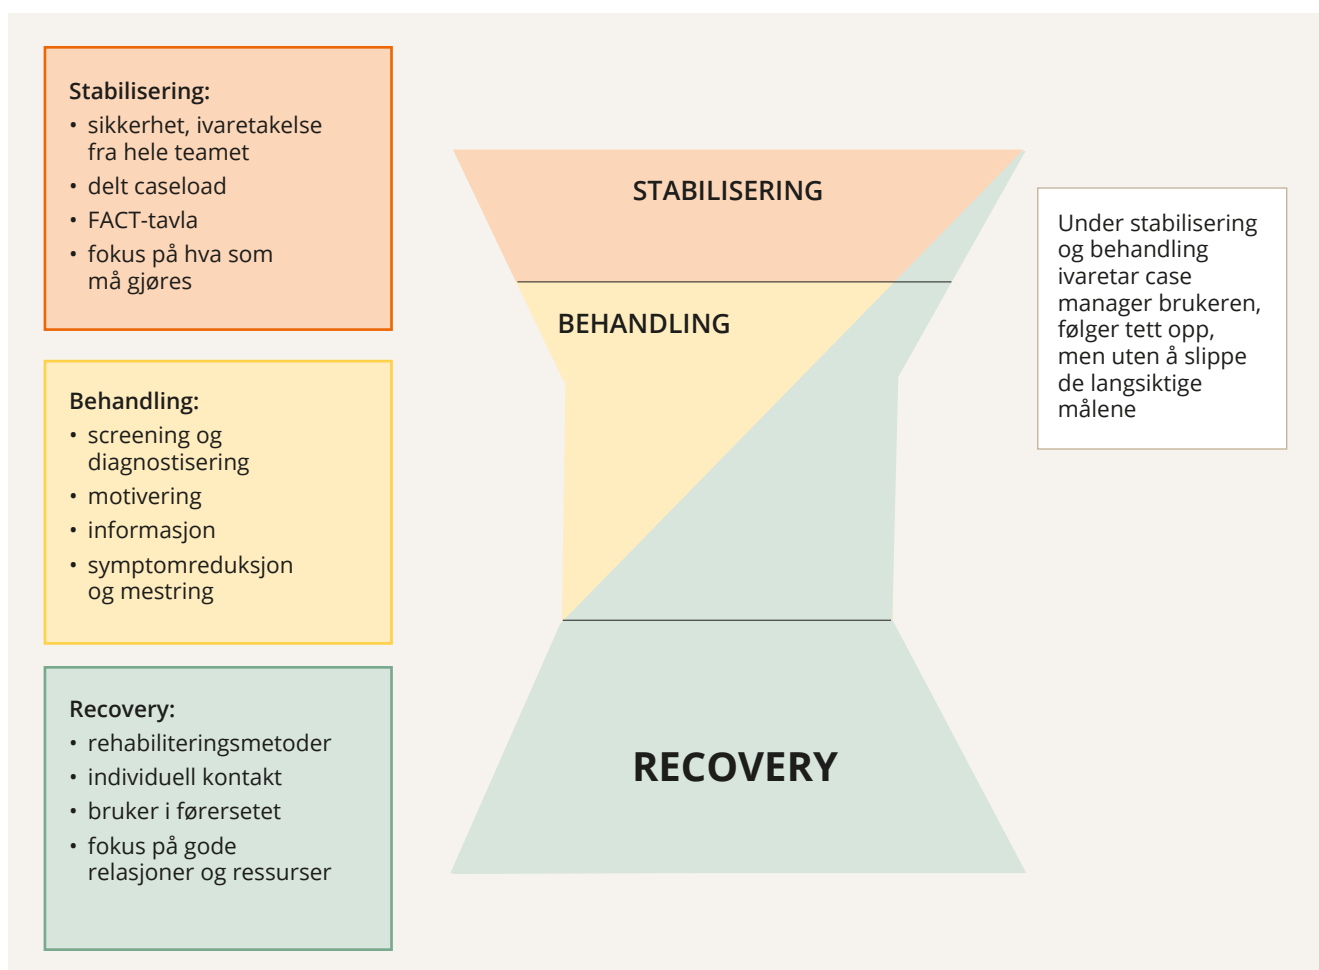 Stabilisering:
• sikkerhet, ivaretakelse
fra hele teamet
• delt caseload
• FACT-tavla
• fokus på hva som
må gjøres
Behandling:
• screening og
diagnostisering
• motivering
• informasjon
• symptomreduksjon
og mestring
Recovery:
• rehabiliteringsmetoder
• individuell kontakt
• bruker i førersetet
• fokus på gode
relasjoner og ressurser
STABILISERING
BEHANDLING
RECOVERY
Under stabilisering
og behandling
ivaretar case
manager brukeren,
følger tett opp,
men uten å slippe
de langsiktige
målene